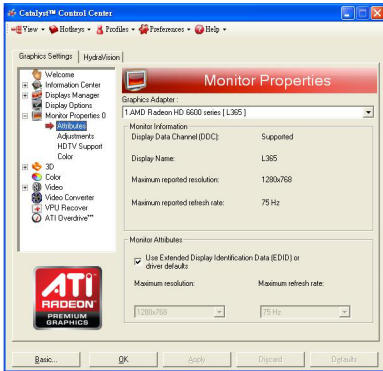 Catalyst™ Control Center
View Hotkeys Profiles Preferences Help
Graphics Settings HydraVision
Welcome
Information Center
Displays Manager
Display Options
Monitor Properties 0
Attributes
Adjustments
HDTV Support
Color
3D
Color
Video
Video Converter
VPU Recover
ATI Overdrive™
ATI
RADEON
PREMIUM
GRAPHICS
Monitor Properties
Graphics Adapter :
1.AMD Radeon HD 6600 series [ L365 ]
Monitor Information
Display Data Channel (DDC): Supported
Display Name: L365
Maximum reported resolution: 1280x768
Maximum reported refresh rate: 75 Hz
Monitor Attributes
Use Extended Display Identification Data (EDID) or
driver defaults
Maximum resolution: Maximum refresh rate:
1280x768 75 Hz
Basic... OK Apply Discard Defaults